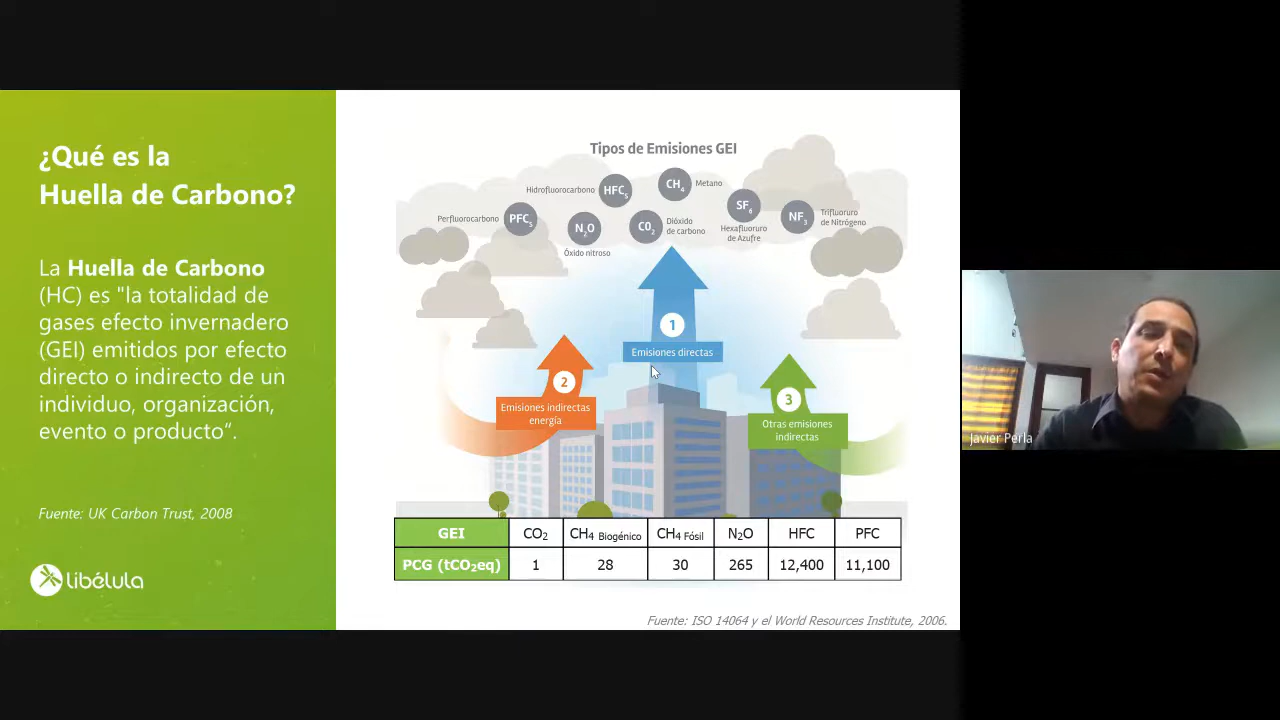 ¿Qué es la
Huella de Carbono?
La Huella de Carbono
(HC) es "la totalidad de
gases efecto invernadero
(GEI) emitidos por efecto
directo o indirecto de un
individuo, organización,
evento o producto“.
Fuente: UK Carbon Trust, 2008
libélula
Tipos de Emisiones GEI
Hidrofluorocarbono
HFC5
CH4
Metano
Perfluorocarbono
PFC5
N2O
Óxido nitroso
CO2
Dióxido
de carbono
SF6
Hexafluoruro
de Azufre
NF3
Trifluoruro
de Nitrógeno
1
Emisiones directas
2
Emisiones indirectas
energía
3
Otras emisiones
indirectas
GEI CO2 CH4 Biogénico CH4 Fósil N2O HFC PFC
PCG (tCO2eq) 1 28 30 265 12,400 11,100
Fuente: ISO 14064 y el World Resources Institute, 2006.
Javier Perla